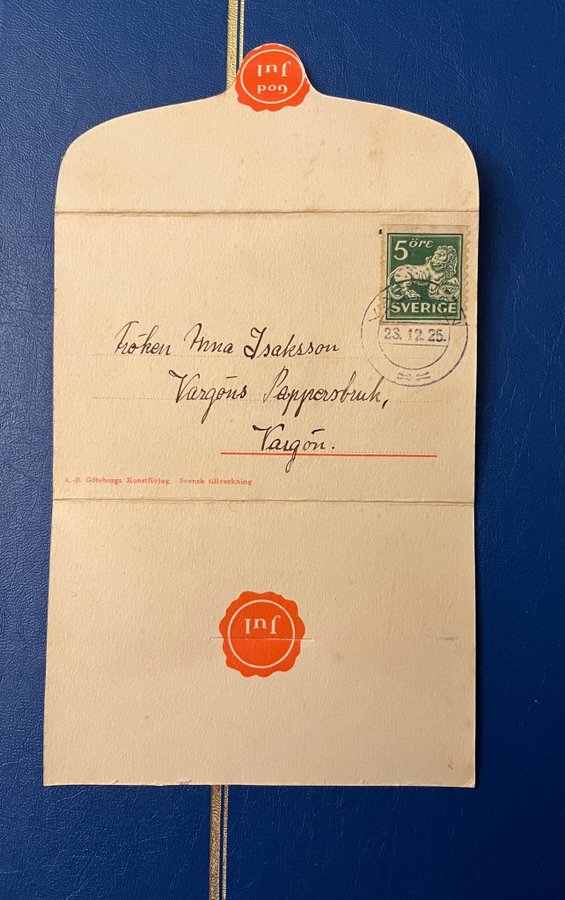 God
Jul
5 öre
SVERIGE
23.12.25.
Fröken Anna Isaksson
Vargöns Pappersbruk,
Vargön.
A.-B. Göteborgs Konstförlag. Svensk tillverkning
Jul